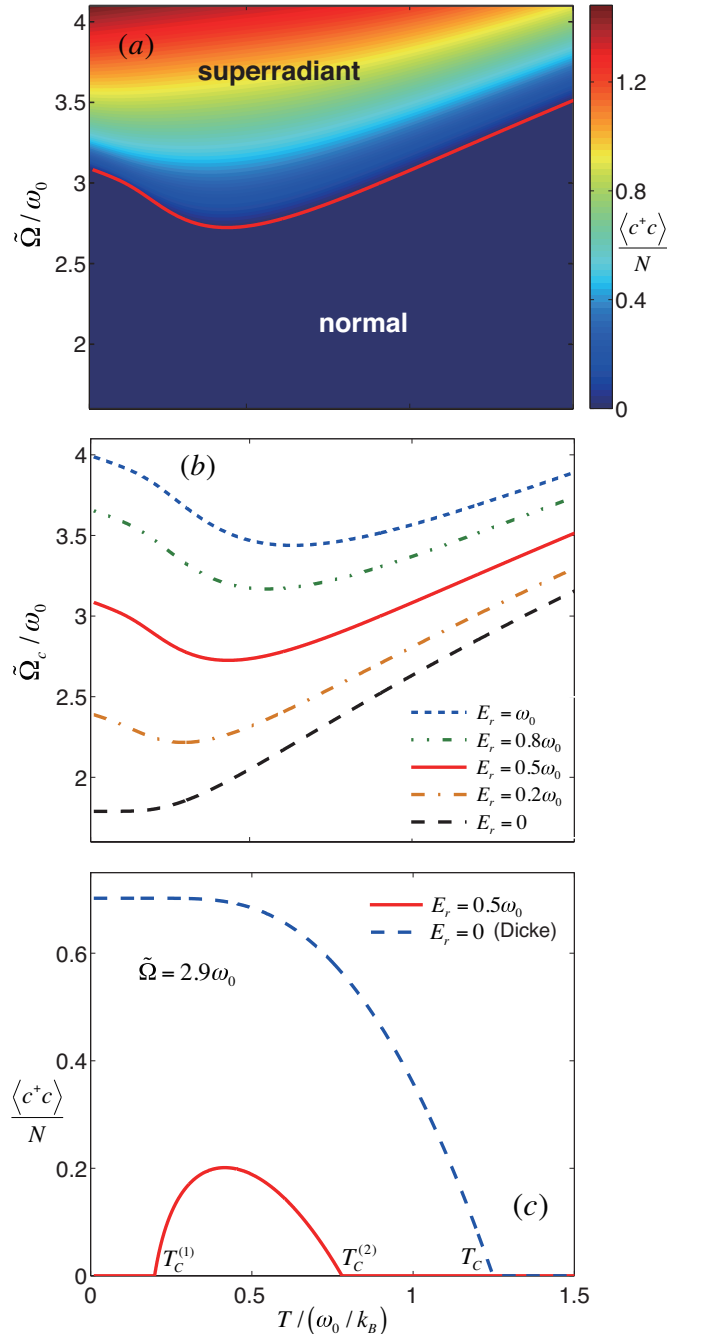 (a)
superradiant
normal
4
3.5
3
2.5
2
Ω̃ / ω₀
1.2
0.8
0.4
0
⟨c⁺c⟩
N
(b)
4
3.5
3
2.5
2
Ω̃_c / ω₀
E_r = ω₀
E_r = 0.8ω₀
E_r = 0.5ω₀
E_r = 0.2ω₀
E_r = 0
E_r = 0.5ω₀
E_r = 0 (Dicke)
Ω̃ = 2.9ω₀
0.6
0.4
0.2
0
⟨c⁺c⟩
N
(c)
T_C^(1)
T_C^(2)
T_C
0
0.5
1
1.5
T / (ω₀ / k_B)